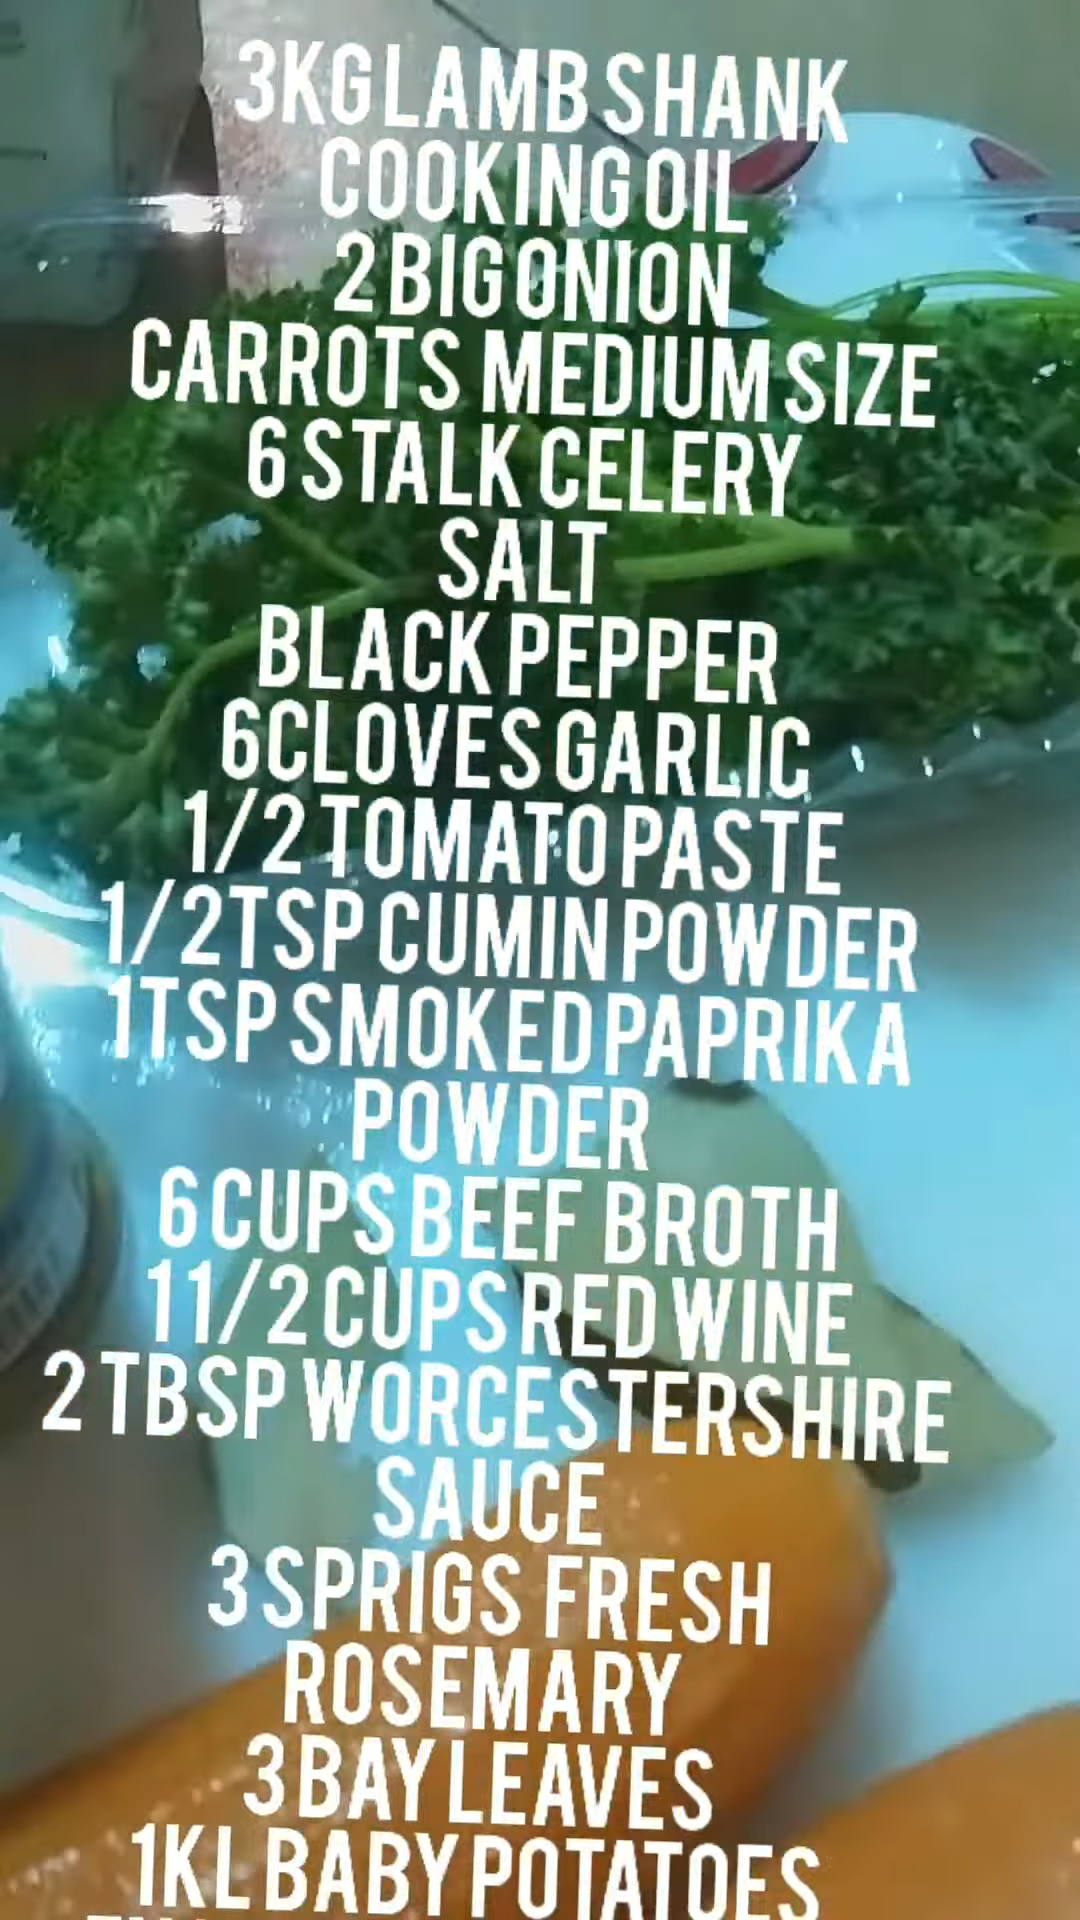 3KG LAMB SHANK
COOKING OIL
2 BIG ONION
CARROTS MEDIUM SIZE
6 STALK CELERY
SALT
BLACK PEPPER
6CLOVES GARLIC
1/2 TOMATO PASTE
1/2TSP CUMIN POWDER
1TSP SMOKED PAPRIKA
POWDER
6 CUPS BEEF BROTH
1 1/2 CUPS RED WINE
2 TBSP WORCESTERSHIRE
SAUCE
3 SPRIGS FRESH
ROSEMARY
3 BAY LEAVES
1KL BABY POTATOES